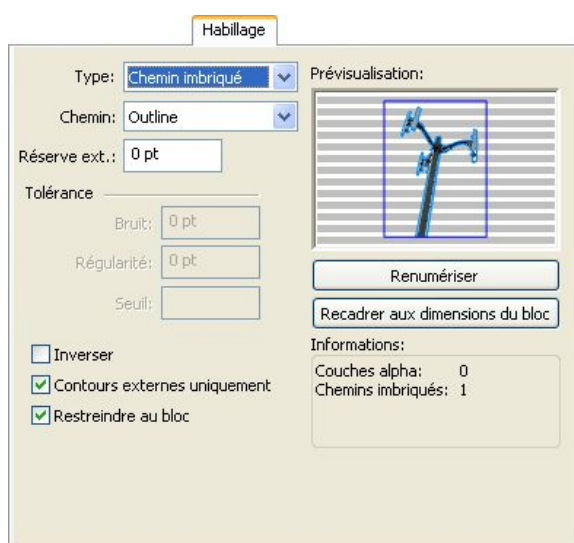 Habillage
Type: Chemin imbriqué
Chemin: Outline
Réserve ext.: 0 pt
Tolérance
Bruit: 0 pt
Régularité: 0 pt
Seuil:
Inverser
Contours externes uniquement
Restreindre au bloc
Prévisualisation:
Renumériser
Recadrer aux dimensions du bloc
Informations:
Couches alpha: 0
Chemins imbriqués: 1